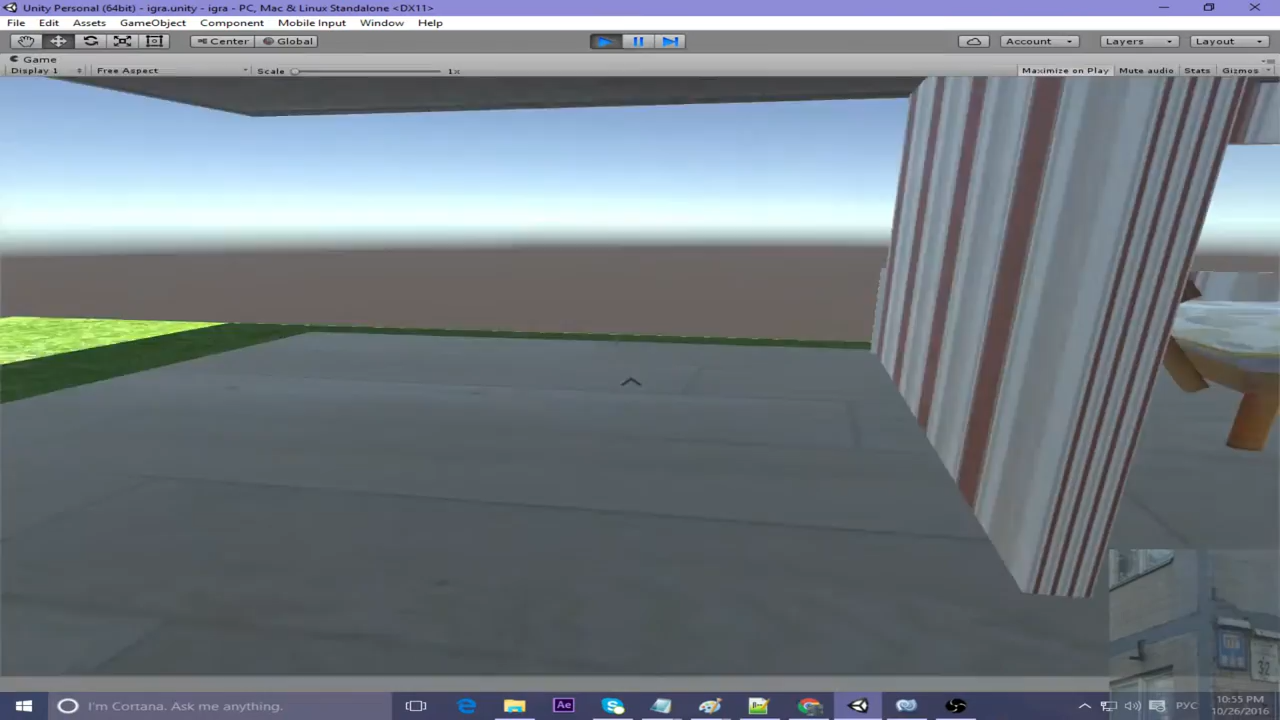 Unity Personal (64bit) - igra.unity - igra - PC, Mac & Linux Standalone <DX11>
File Edit Assets GameObject Component Mobile Input Window Help
Center Global Account Layers Layout
Game
Display 1 Free Aspect Scale 1x Maximize on Play Mute audio Stats Gizmos
32
I'm Cortana. Ask me anything.
Ae
РУС
10:55 PM
10/26/2016